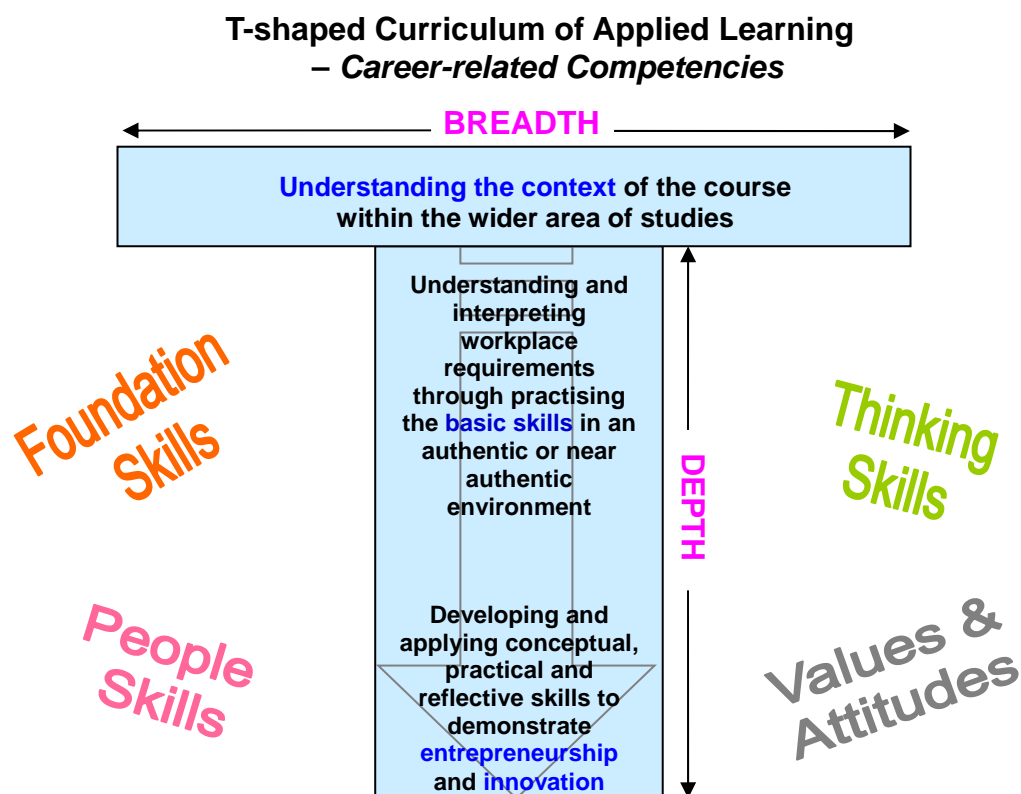 T-shaped Curriculum of Applied Learning
– Career-related Competencies
BREADTH
Understanding the context of the course
within the wider area of studies
Understanding and
interpreting
workplace
requirements
through practising
the basic skills in an
authentic or near
authentic
environment
Developing and
applying conceptual,
practical and
reflective skills to
demonstrate
entrepreneurship
and innovation
DEPTH
Foundation
Skills
People
Skills
Thinking
Skills
Values &
Attitudes